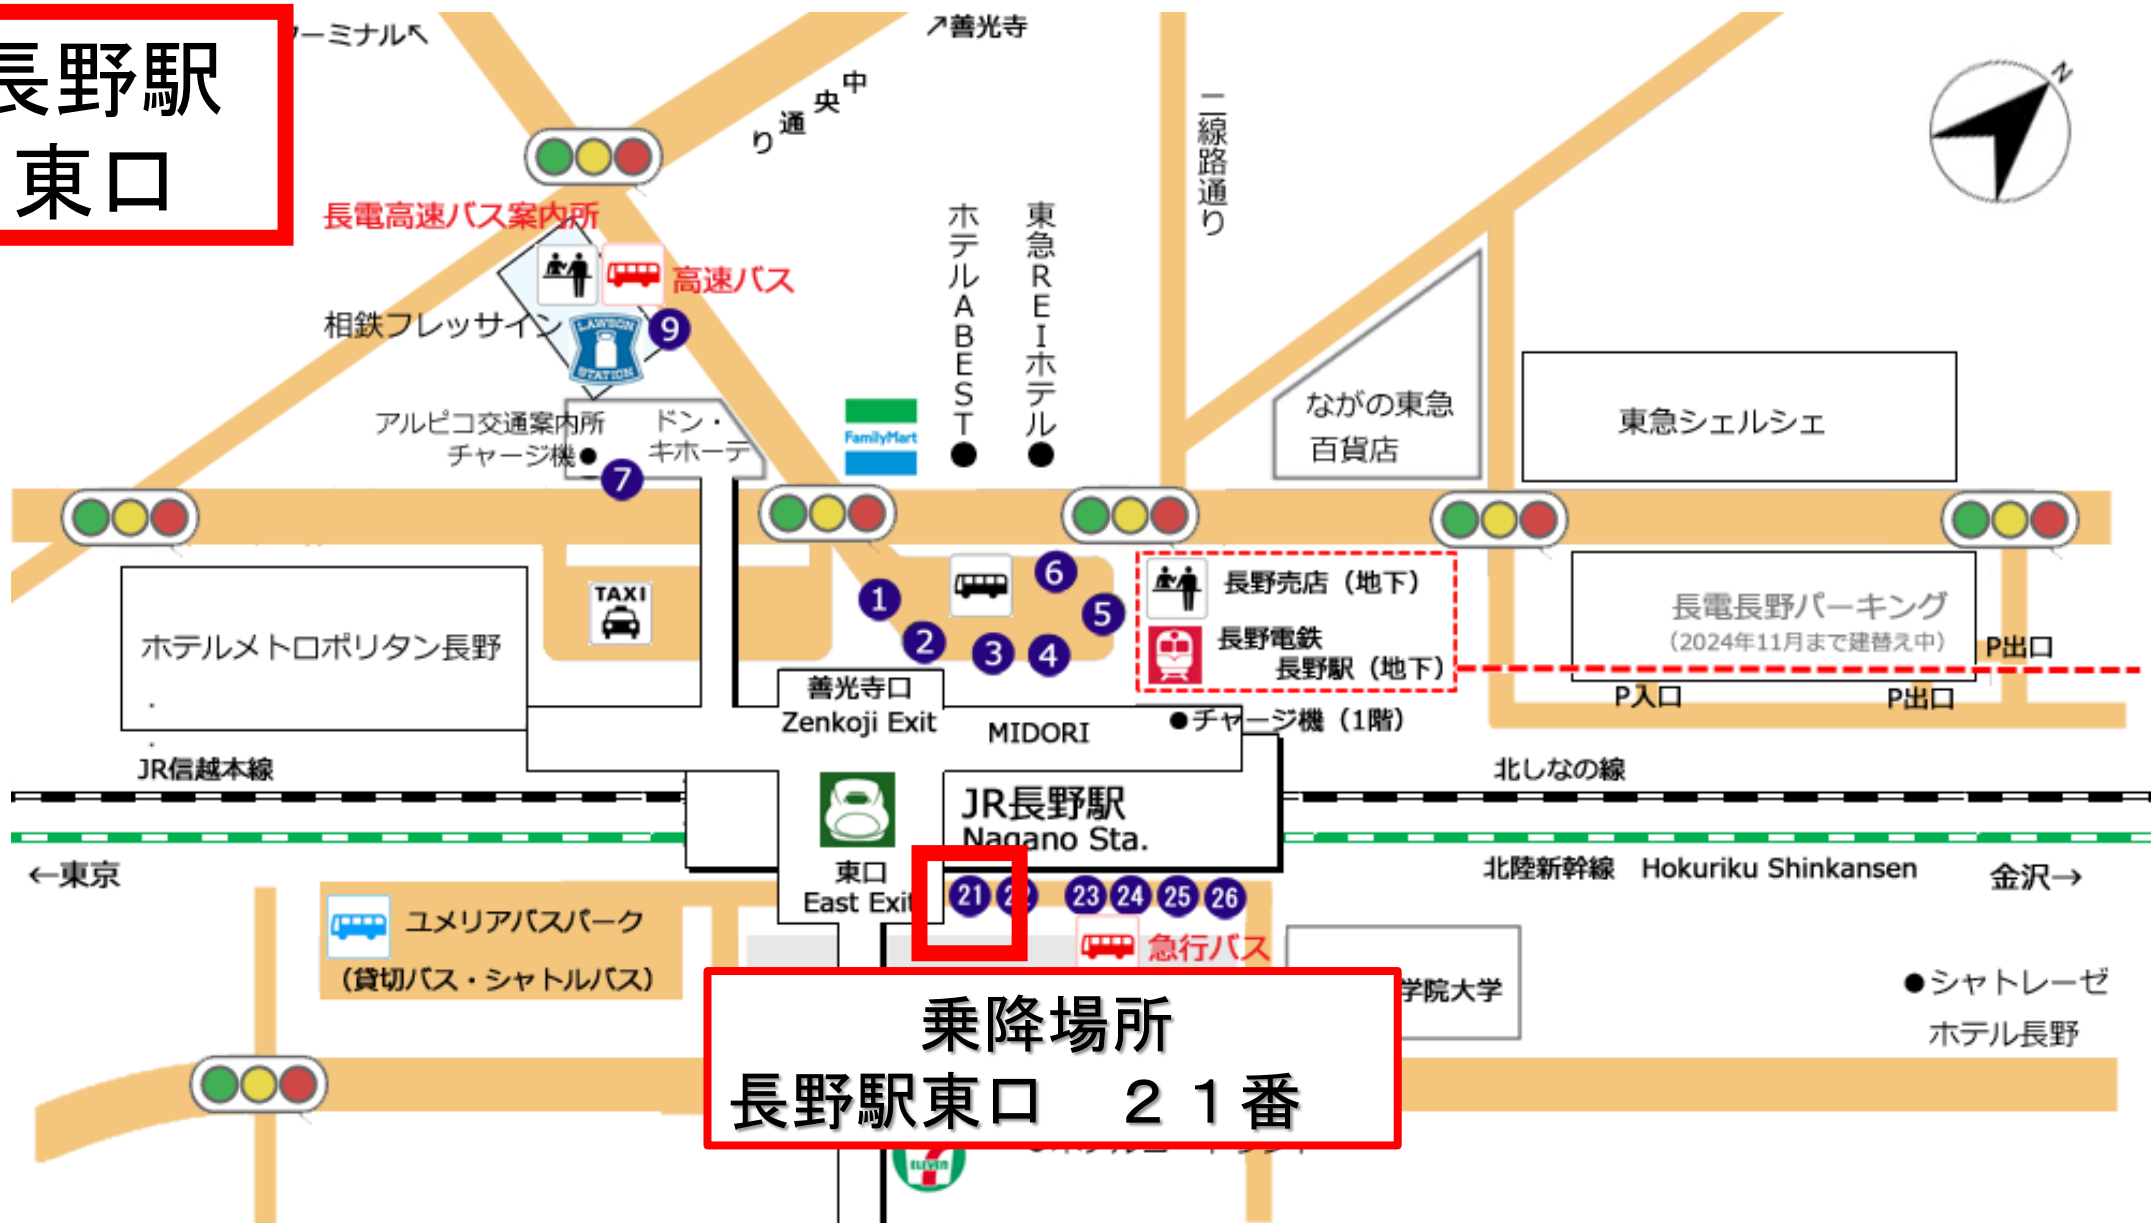 長野駅
東口
ーミナル↖
↗善光寺
中央通り
二線路通り
N
長電高速バス案内所
高速バス
相鉄フレッサイン
LAWSON
STATION
9
ホテルABEST
東急REIホテル
アルピコ交通案内所
チャージ機●
ドン・
キホーテ
7
FamilyMart
ながの東急
百貨店
東急シェルシェ
ホテルメトロポリタン長野
TAXI
1
2
3
4
5
6
長野売店（地下）
長野電鉄
長野駅（地下）
長電長野パーキング
（2024年11月まで建替え中）
P出口
P入口
P出口
善光寺口
Zenkoji Exit
MIDORI
●チャージ機（1階）
JR信越本線
北しなの線
JR長野駅
Nagano Sta.
←東京
東口
East Exit
北陸新幹線 Hokuriku Shinkansen
金沢→
21
22
23
24
25
26
ユメリアバスパーク
（貸切バス・シャトルバス）
急行バス
学院大学
●シャトレーゼ
ホテル長野
乗降場所
長野駅東口　２１番
7
ELEVEN